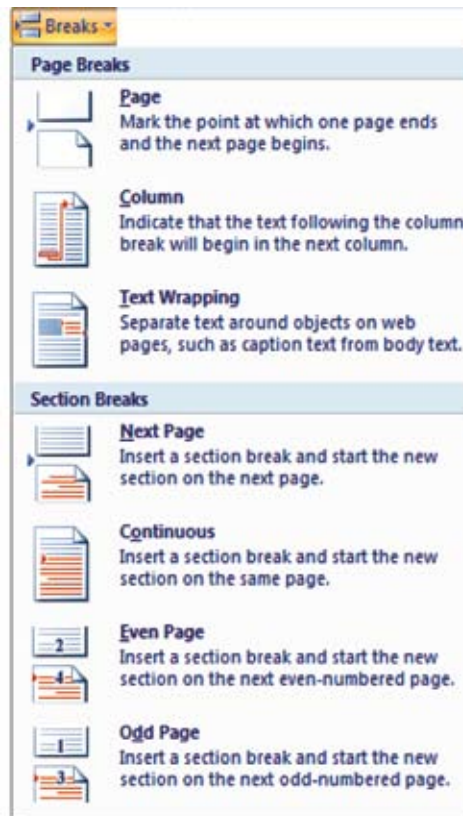 Breaks
Page Breaks
Page
Mark the point at which one page ends
and the next page begins.
Column
Indicate that the text following the column
break will begin in the next column.
Text Wrapping
Separate text around objects on web
pages, such as caption text from body text.
Section Breaks
Next Page
Insert a section break and start the new
section on the next page.
Continuous
Insert a section break and start the new
section on the same page.
2
Even Page
Insert a section break and start the new
4
section on the next even-numbered page.
1
Odd Page
Insert a section break and start the new
3
section on the next odd-numbered page.